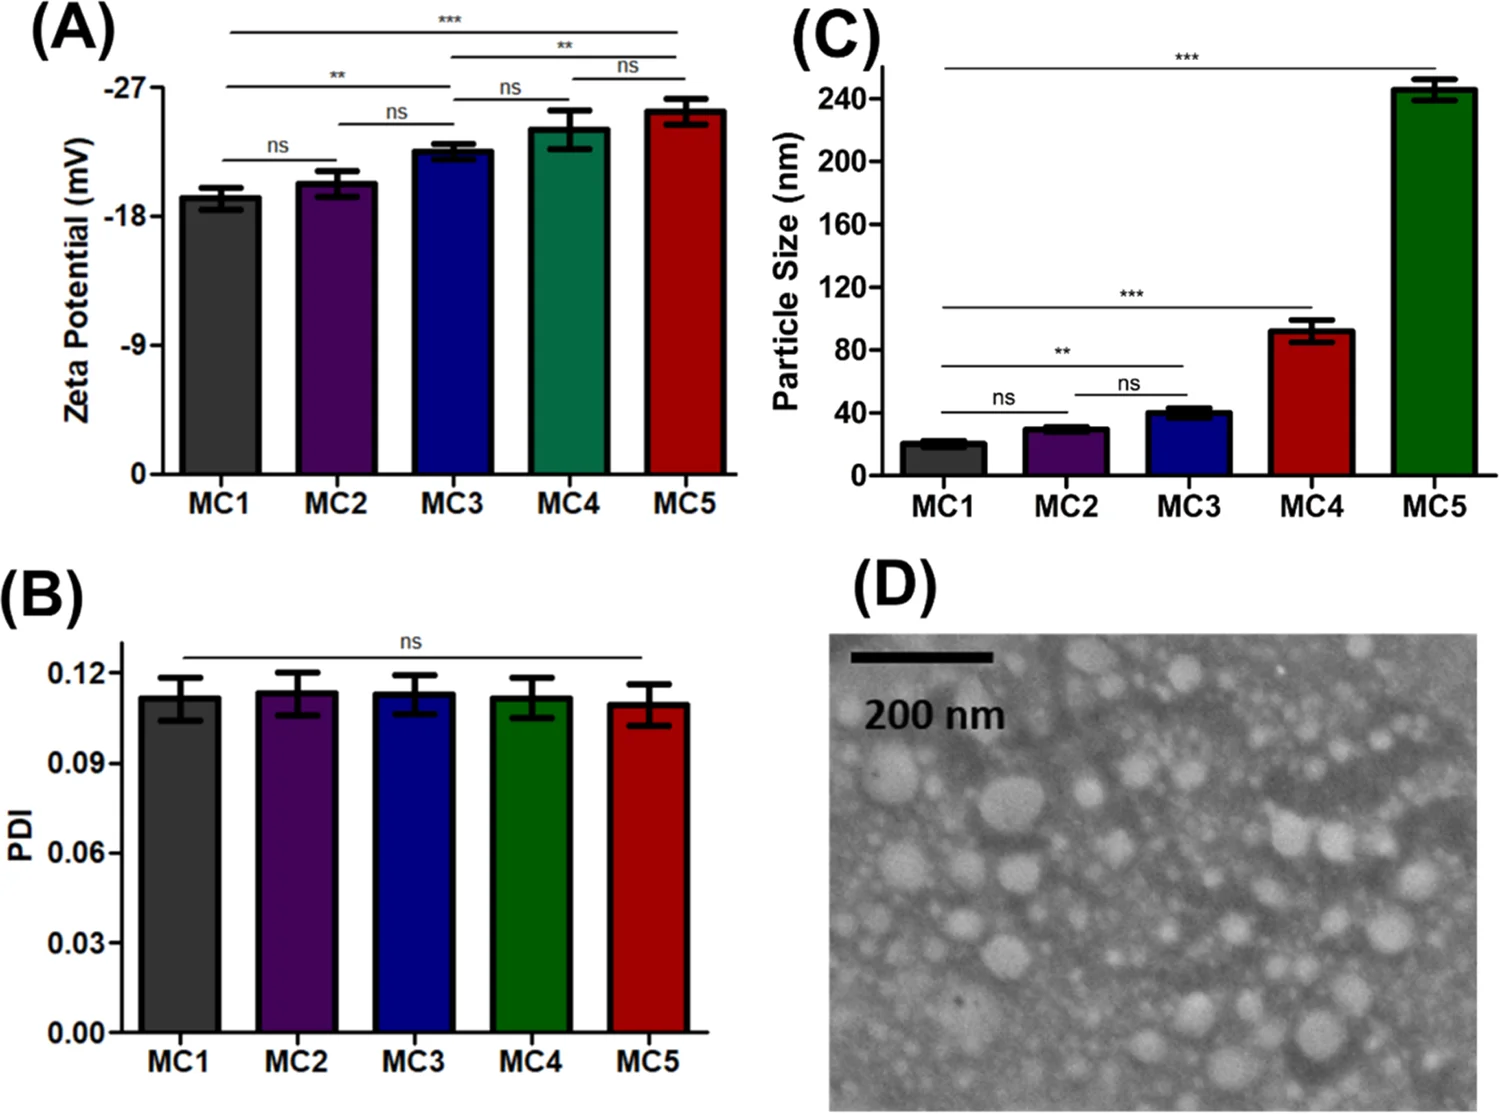 (A)
***
**
ns
**
ns
ns
ns
-27
-18
-9
0
Zeta Potential (mV)
MC1 MC2 MC3 MC4 MC5
(C)
***
***
**
ns
ns
240
200
160
120
80
40
0
Particle Size (nm)
MC1 MC2 MC3 MC4 MC5
(B)
ns
0.12
0.09
0.06
0.03
0.00
PDI
MC1 MC2 MC3 MC4 MC5
(D)
200 nm